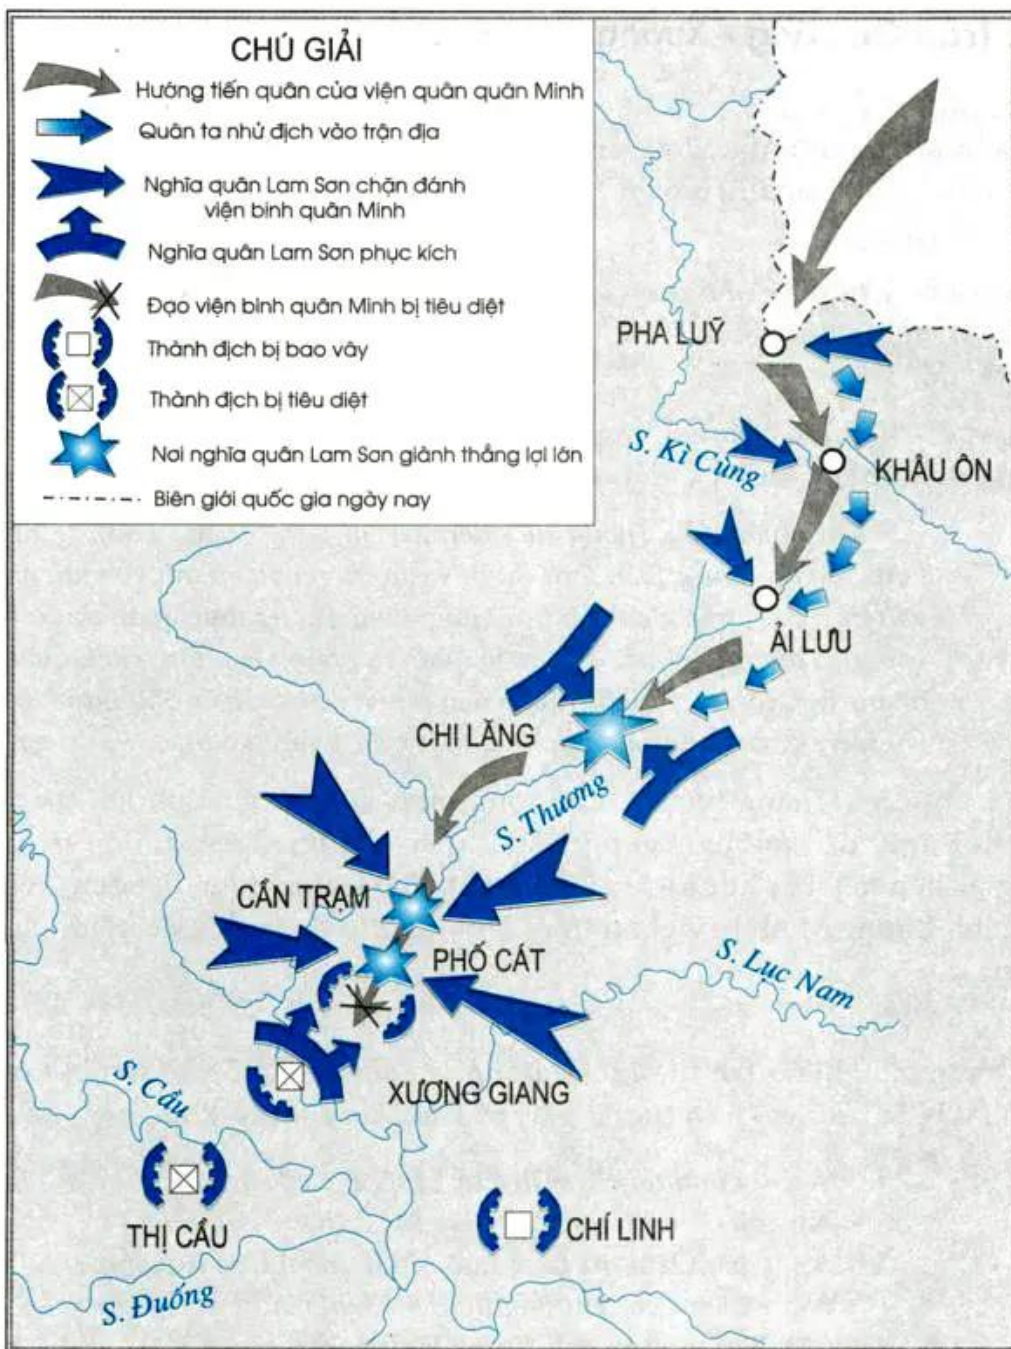 CHÚ GIẢI
Hướng tiến quân của viện quân quân Minh
Quân ta nhử địch vào trận địa
Nghĩa quân Lam Sơn chặn đánh
viện binh quân Minh
Nghĩa quân Lam Sơn phục kích
Đạo viện binh quân Minh bị tiêu diệt
Thành địch bị bao vây
Thành địch bị tiêu diệt
Nơi nghĩa quân Lam Sơn giành thắng lợi lớn
Biên giới quốc gia ngày nay
PHA LUỸ
S. Kì Cùng
KHÂU ÔN
ẢI LƯU
CHI LĂNG
S. Thương
CẦN TRẠM
PHỐ CÁT
S. Lục Nam
XƯƠNG GIANG
S. Cầu
THỊ CẦU
CHÍ LINH
S. Đuống